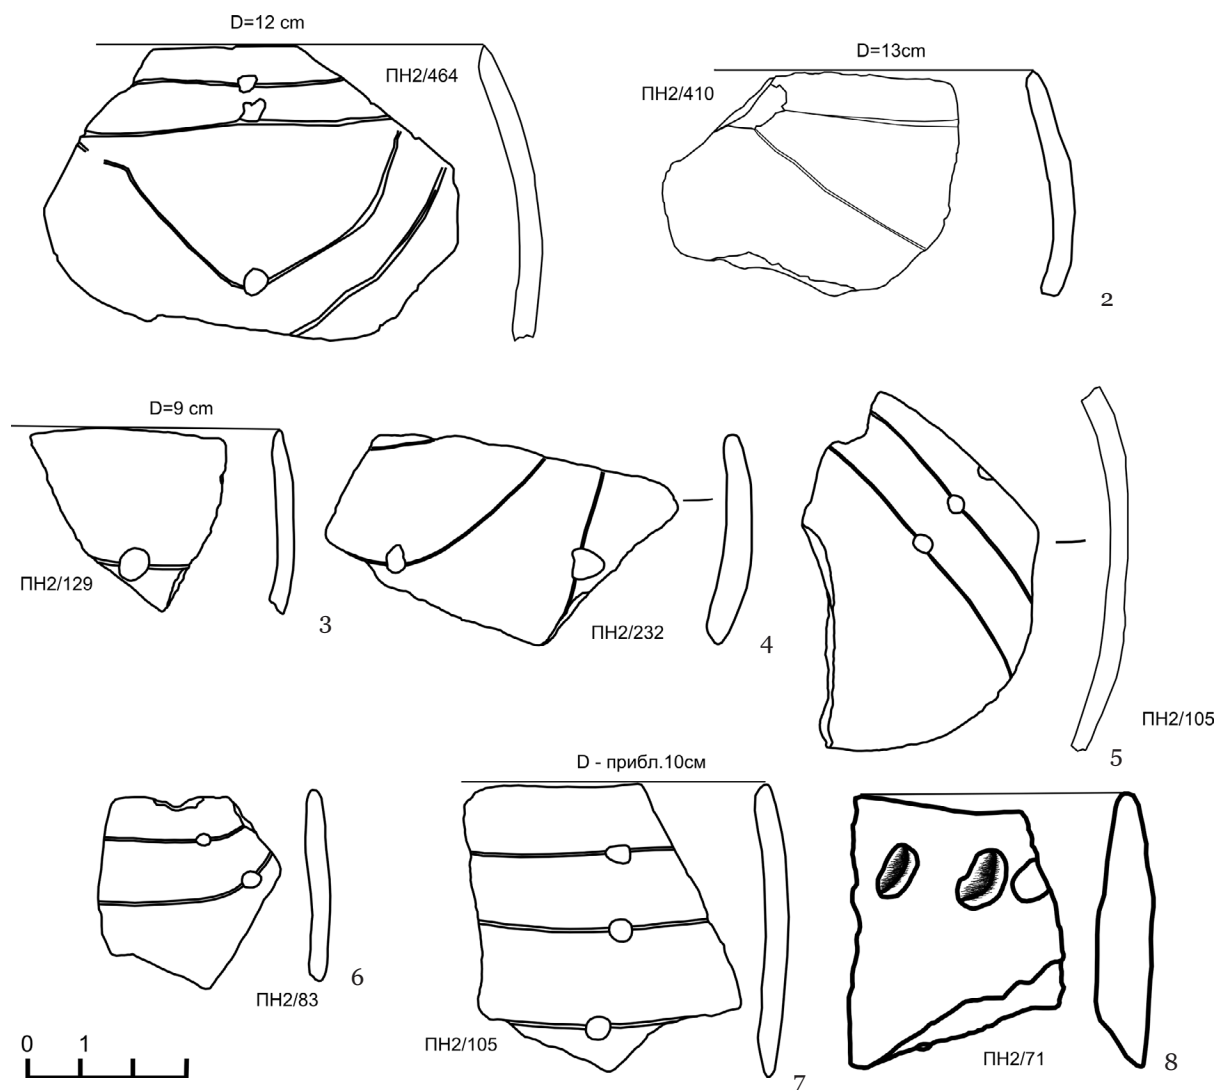 D=12 cm
ПН2/464
D=13cm
ПН2/410
2
D=9 cm
ПН2/129
3
ПН2/232
4
ПН2/105
5
ПН2/83
6
D - прибл.10см
ПН2/105
7
ПН2/71
8
0 1